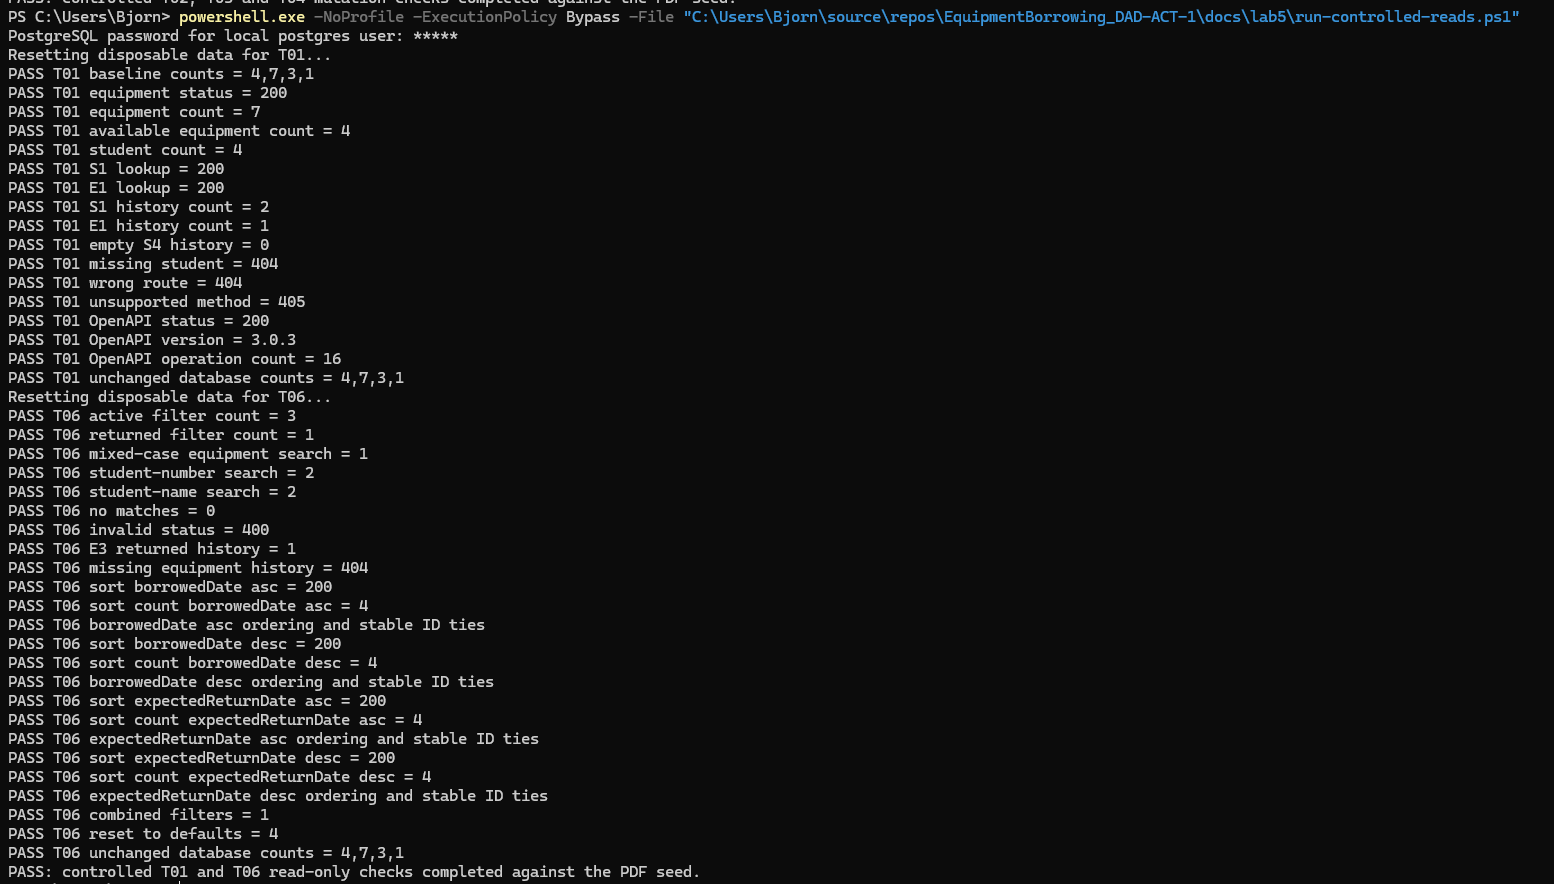 PASS: controlled T02, T03 and T04 mutation checks completed against the PDF seed.
PS C:\Users\Bjorn> powershell.exe -NoProfile -ExecutionPolicy Bypass -File "C:\Users\Bjorn\source\repos\EquipmentBorrowing_DAD-ACT-1\docs\lab5\run-controlled-reads.ps1"
PostgreSQL password for local postgres user: *****
Resetting disposable data for T01...
PASS T01 baseline counts = 4,7,3,1
PASS T01 equipment status = 200
PASS T01 equipment count = 7
PASS T01 available equipment count = 4
PASS T01 student count = 4
PASS T01 S1 lookup = 200
PASS T01 E1 lookup = 200
PASS T01 S1 history count = 2
PASS T01 E1 history count = 1
PASS T01 empty S4 history = 0
PASS T01 missing student = 404
PASS T01 wrong route = 404
PASS T01 unsupported method = 405
PASS T01 OpenAPI status = 200
PASS T01 OpenAPI version = 3.0.3
PASS T01 OpenAPI operation count = 16
PASS T01 unchanged database counts = 4,7,3,1
Resetting disposable data for T06...
PASS T06 active filter count = 3
PASS T06 returned filter count = 1
PASS T06 mixed-case equipment search = 1
PASS T06 student-number search = 2
PASS T06 student-name search = 2
PASS T06 no matches = 0
PASS T06 invalid status = 400
PASS T06 E3 returned history = 1
PASS T06 missing equipment history = 404
PASS T06 sort borrowedDate asc = 200
PASS T06 sort count borrowedDate asc = 4
PASS T06 borrowedDate asc ordering and stable ID ties
PASS T06 sort borrowedDate desc = 200
PASS T06 sort count borrowedDate desc = 4
PASS T06 borrowedDate desc ordering and stable ID ties
PASS T06 sort expectedReturnDate asc = 200
PASS T06 sort count expectedReturnDate asc = 4
PASS T06 expectedReturnDate asc ordering and stable ID ties
PASS T06 sort expectedReturnDate desc = 200
PASS T06 sort count expectedReturnDate desc = 4
PASS T06 expectedReturnDate desc ordering and stable ID ties
PASS T06 combined filters = 1
PASS T06 reset to defaults = 4
PASS T06 unchanged database counts = 4,7,3,1
PASS: controlled T01 and T06 read-only checks completed against the PDF seed.